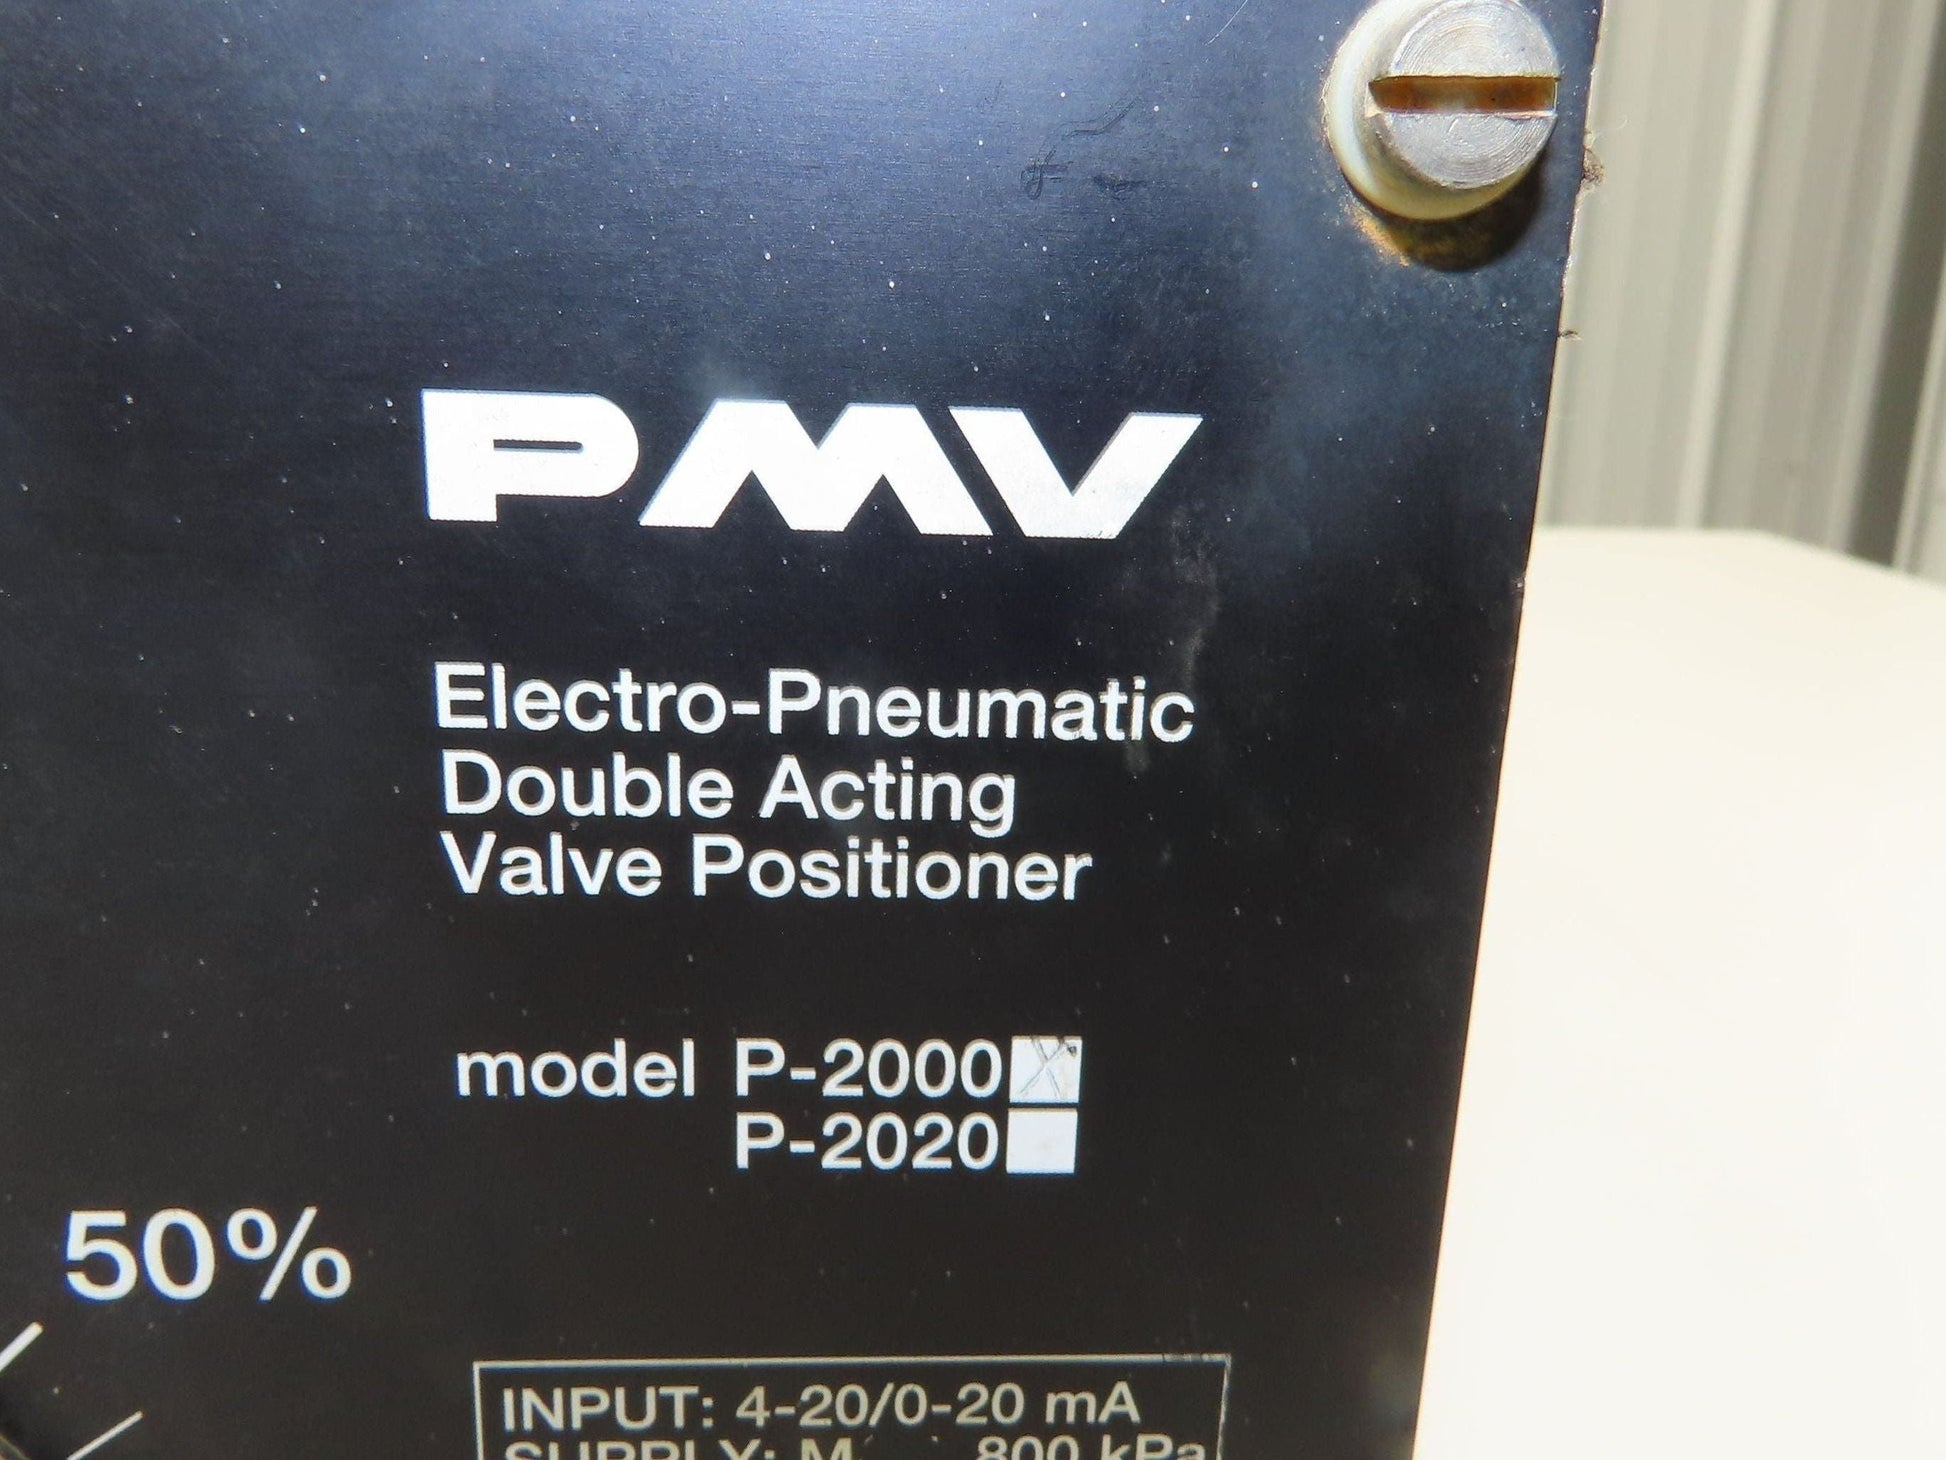 PMV
Electro-Pneumatic
Double Acting
Valve Positioner
model P-2000
P-2020
50%
INPUT: 4-20/0-20 mA
SUPPLY: 800 kPa